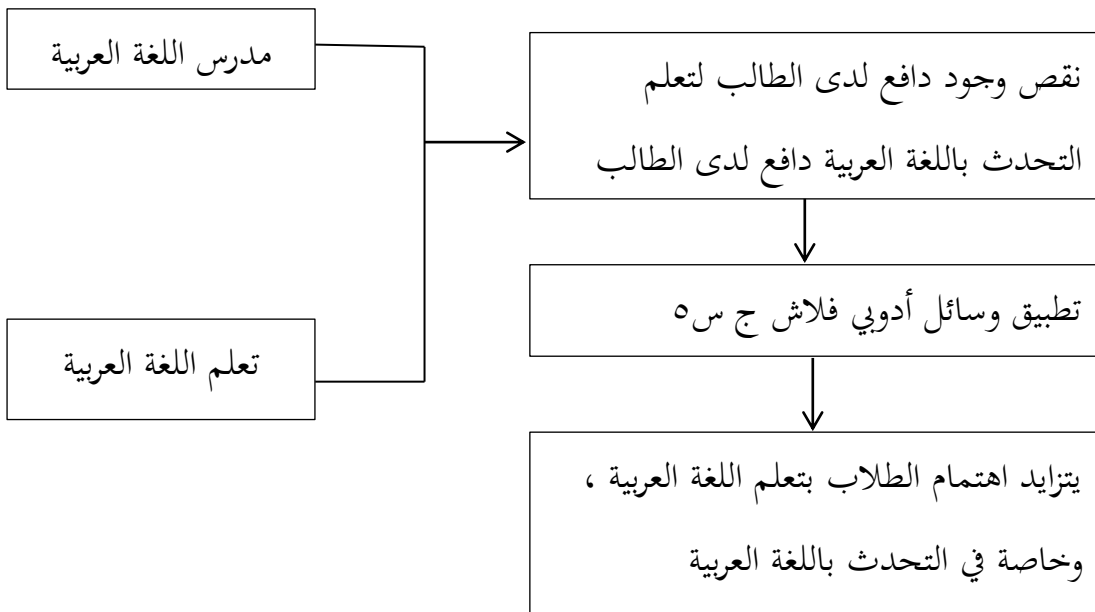 مدرس اللغة العربية
نقص وجود دافع لدى الطالب لتعلم
التحدث باللغة العربية دافع لدى الطالب
تعلم اللغة العربية
تطبيق وسائل أدوبي فلاش ج س٥
يتزايد اهتمام الطلاب بتعلم اللغة العربية ،
وخاصة في التحدث باللغة العربية